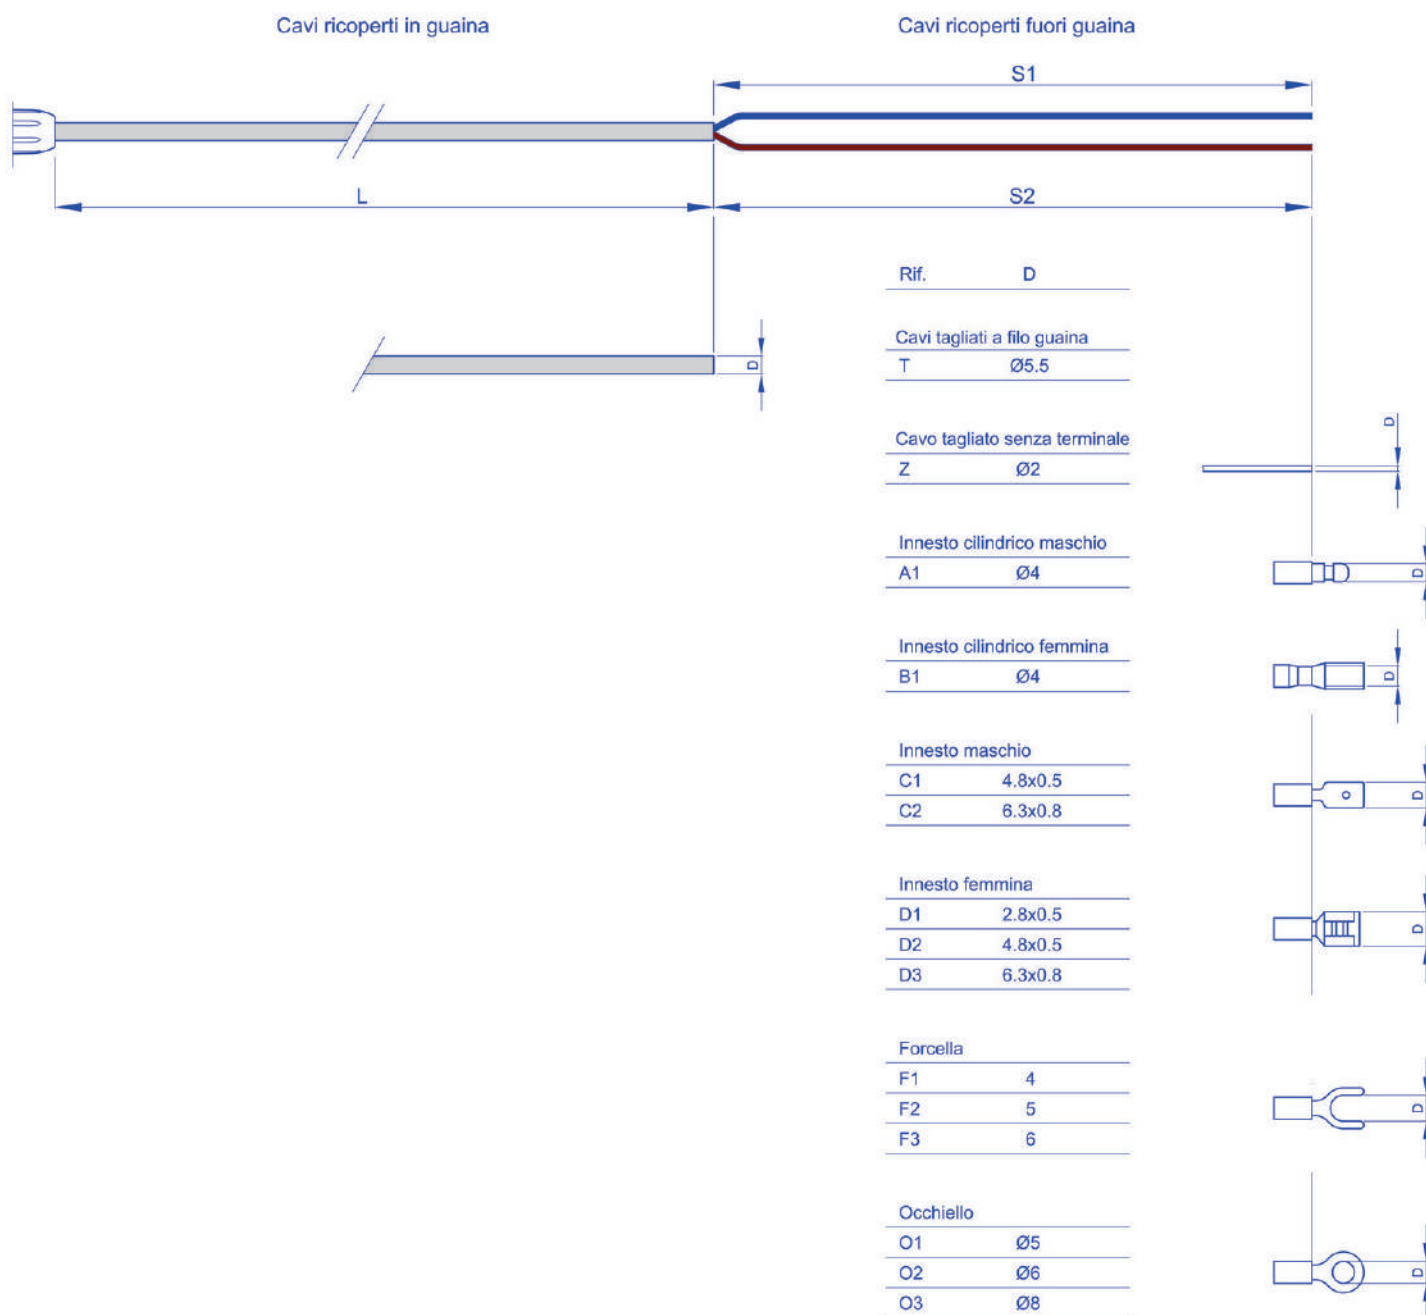 Cavi ricoperti in guaina
Cavi ricoperti fuori guaina
S1
L
S2
Rif. D
Cavi tagliati a filo guaina
T Ø5.5
D
Cavo tagliato senza terminale
Z Ø2
D
Innesto cilindrico maschio
A1 Ø4
D
Innesto cilindrico femmina
B1 Ø4
D
Innesto maschio
C1 4.8x0.5
C2 6.3x0.8
D
Innesto femmina
D1 2.8x0.5
D2 4.8x0.5
D3 6.3x0.8
D
Forcella
F1 4
F2 5
F3 6
D
Occhiello
O1 Ø5
O2 Ø6
O3 Ø8
D